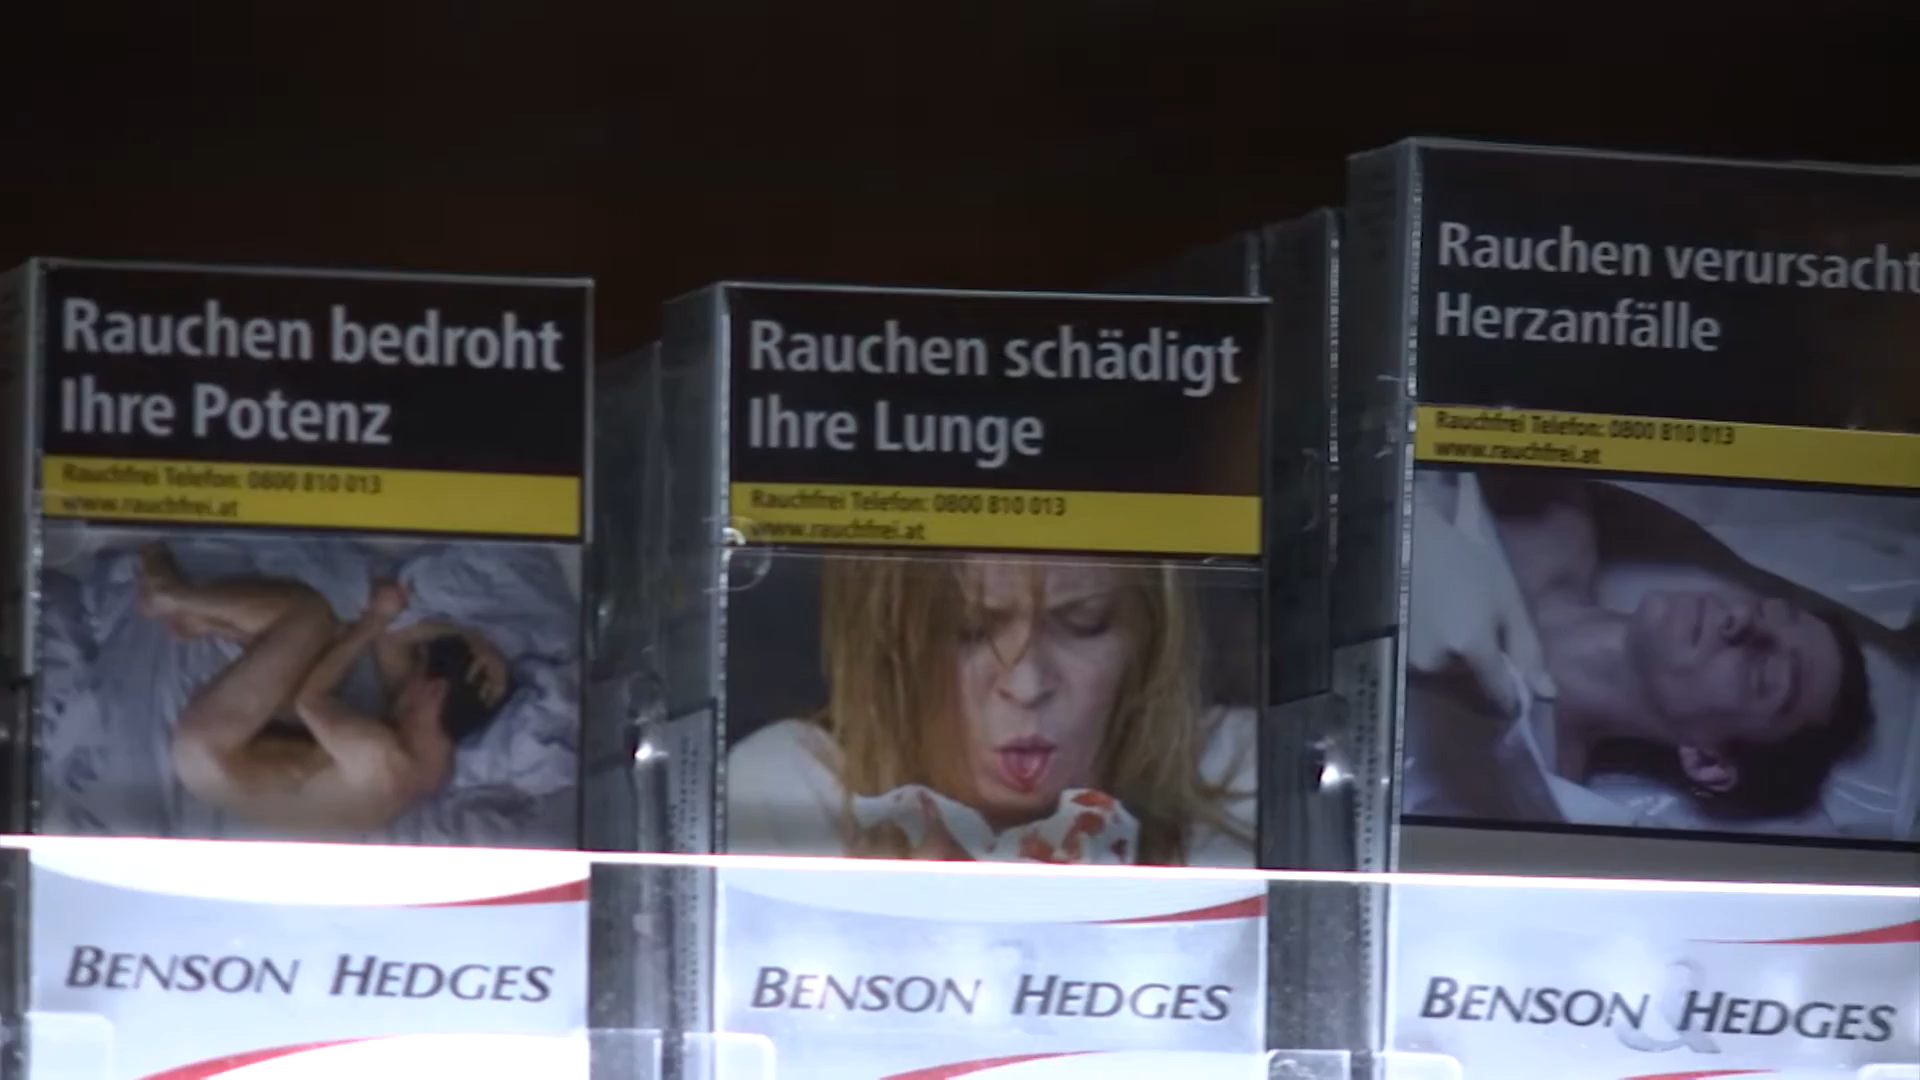 Rauchen bedroht
Ihre Potenz
Rauchfrei Telefon: 0800 810 013
www.rauchfrei.at
BENSON HEDGES
Rauchen schädigt
Ihre Lunge
Rauchfrei Telefon: 0800 810 013
www.rauchfrei.at
BENSON HEDGES
Rauchen verursacht
Herzanfälle
Rauchfrei Telefon: 0800 810 013
www.rauchfrei.at
BENSON & HEDGES